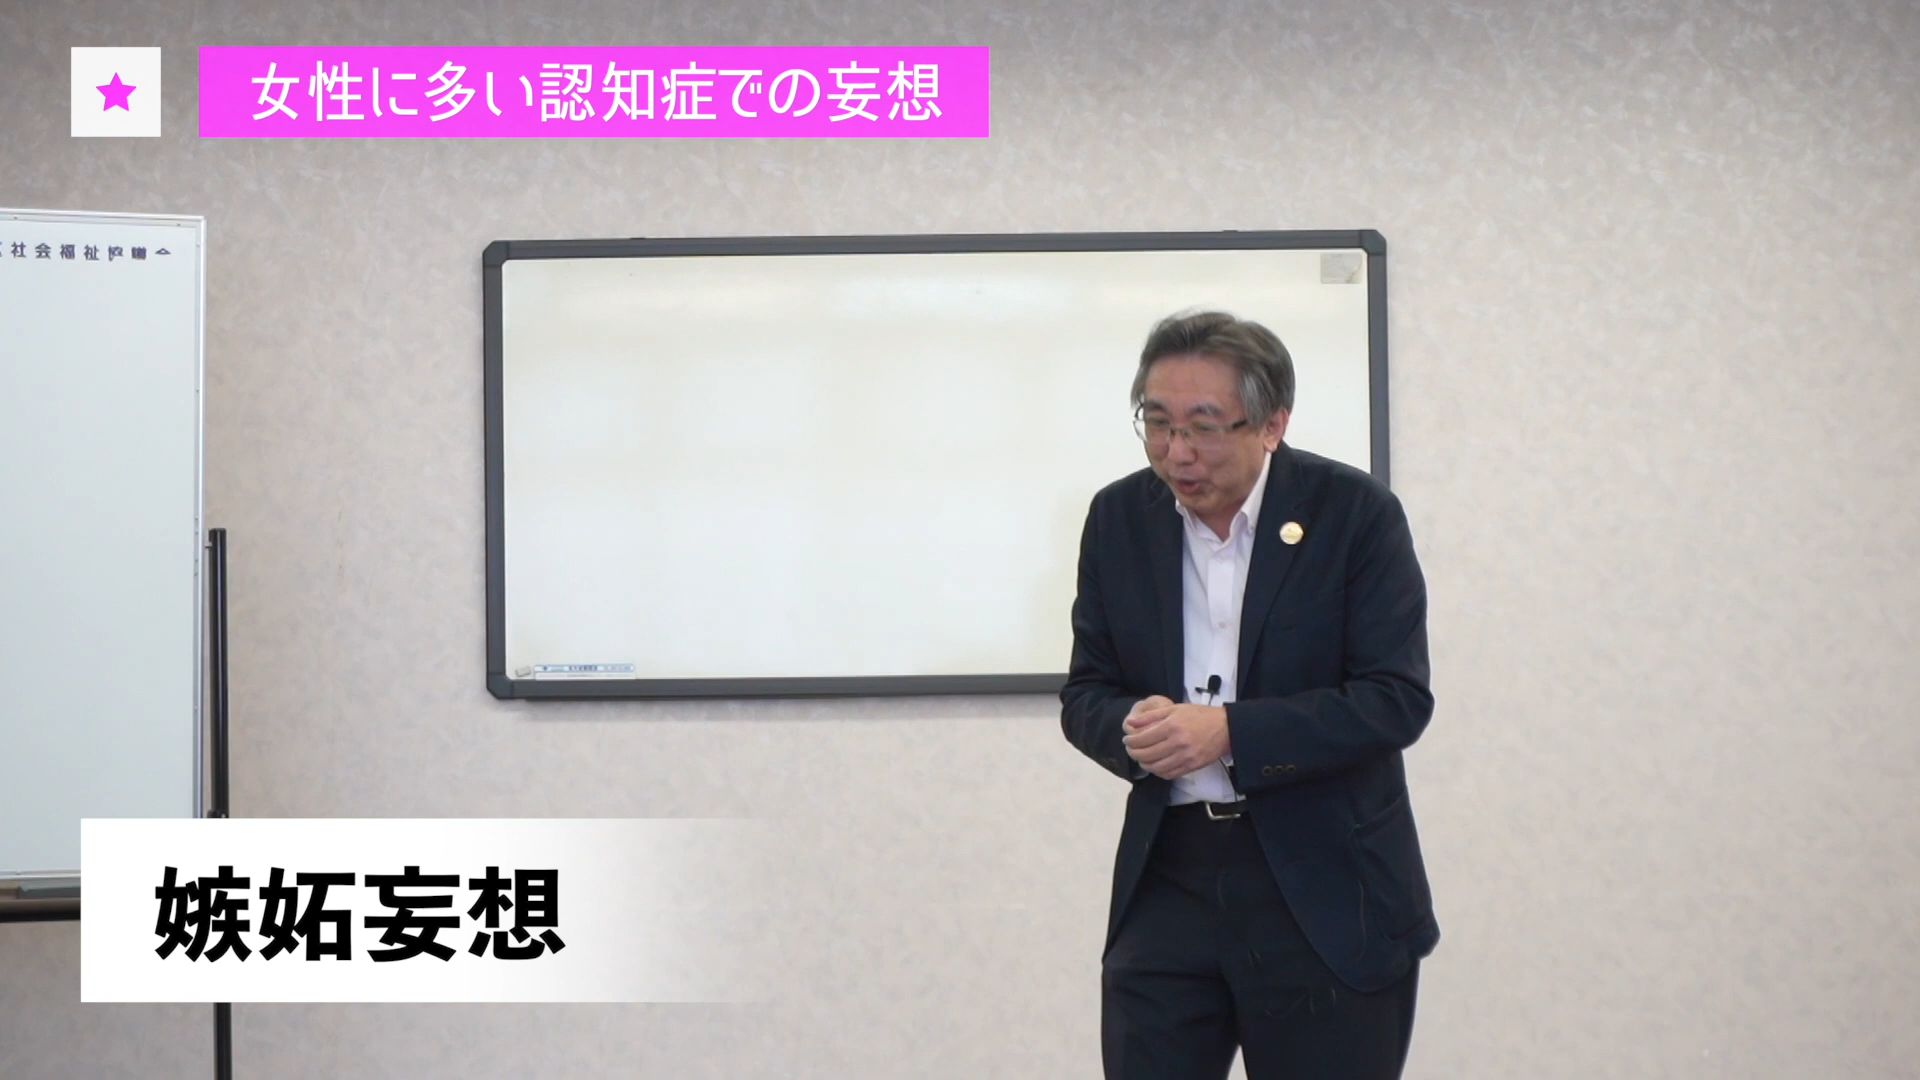 女性に多い認知症での妄想
社会福祉協議会
嫉妬妄想